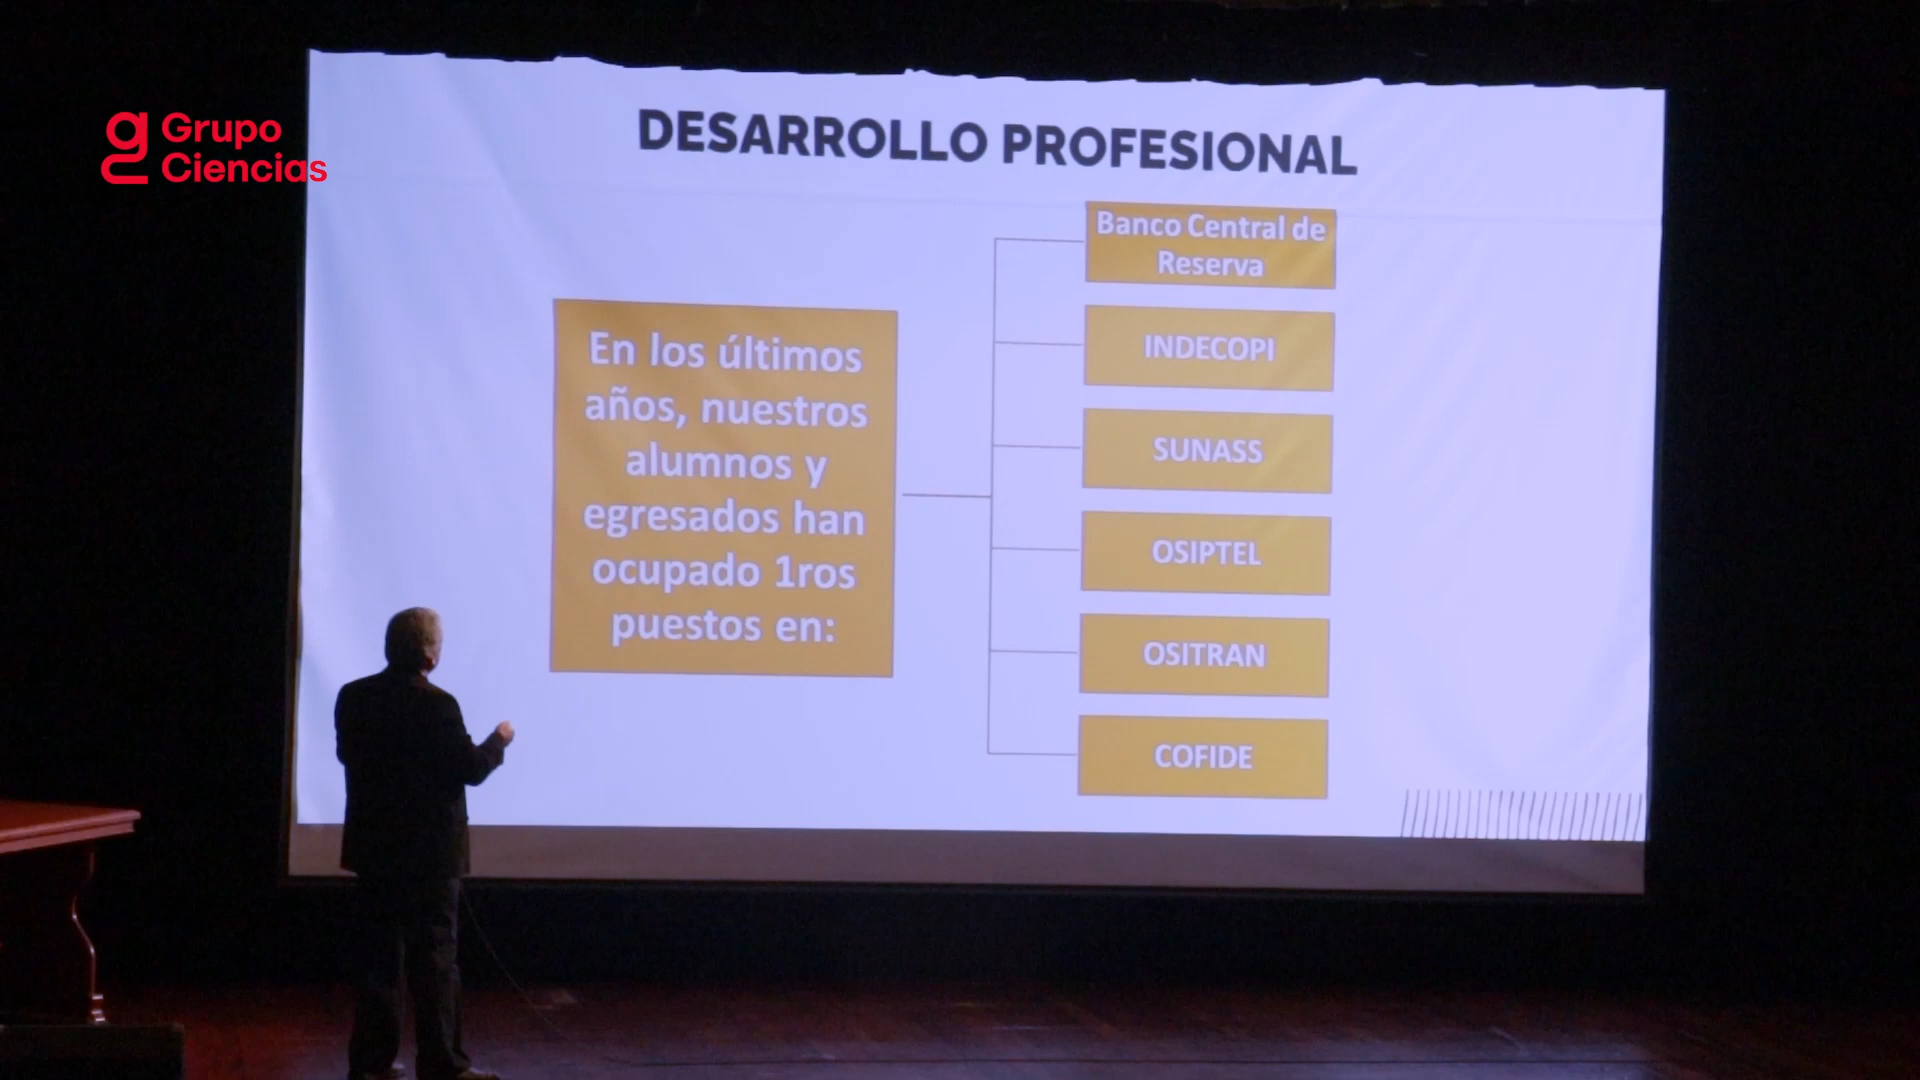 Grupo
Ciencias
DESARROLLO PROFESIONAL
En los últimos
años, nuestros
alumnos y
egresados han
ocupado 1ros
puestos en:
Banco Central de
Reserva
INDECOPI
SUNASS
OSIPTEL
OSITRAN
COFIDE